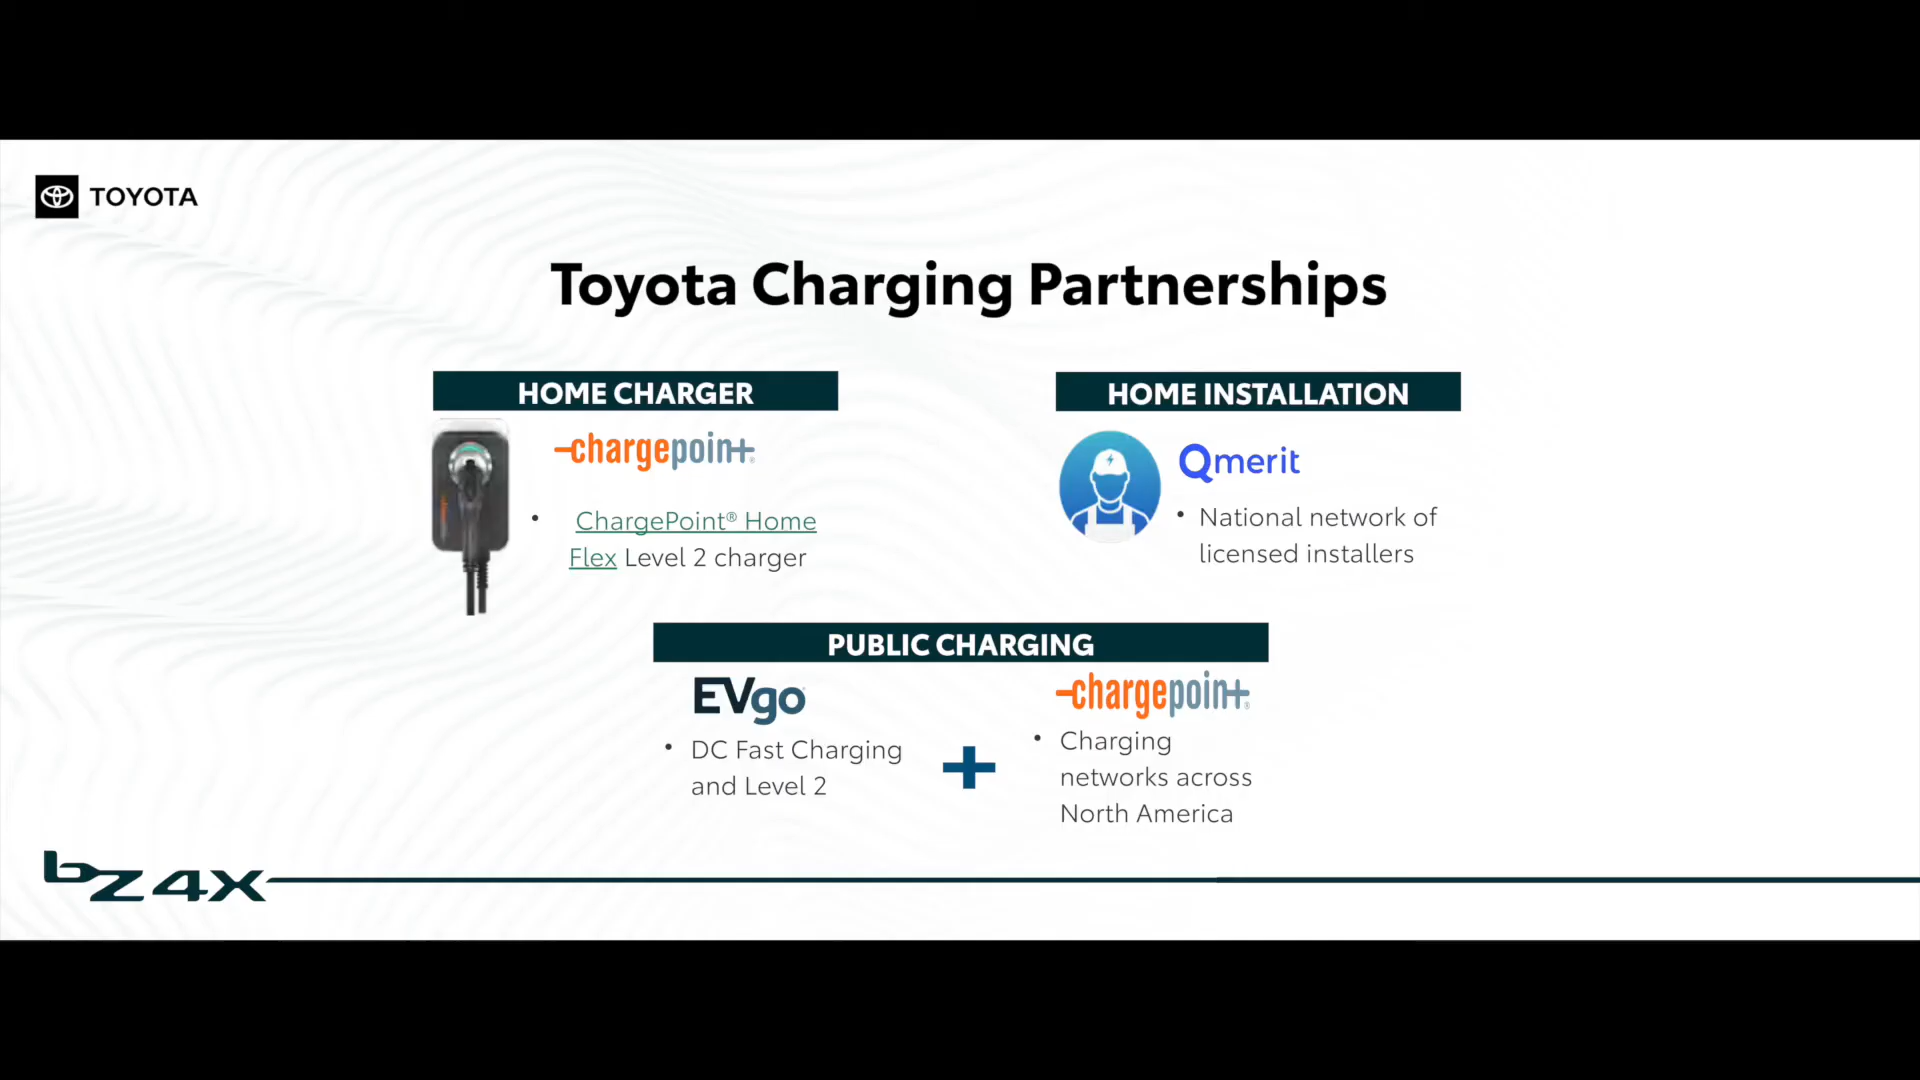 TOYOTA
Toyota Charging Partnerships
HOME CHARGER
-chargepoint®
• ChargePoint® Home
Flex Level 2 charger
HOME INSTALLATION
Qmerit
• National network of
licensed installers
PUBLIC CHARGING
EVgo
• DC Fast Charging
and Level 2
+
-chargepoint®
• Charging
networks across
North America
bZ4X